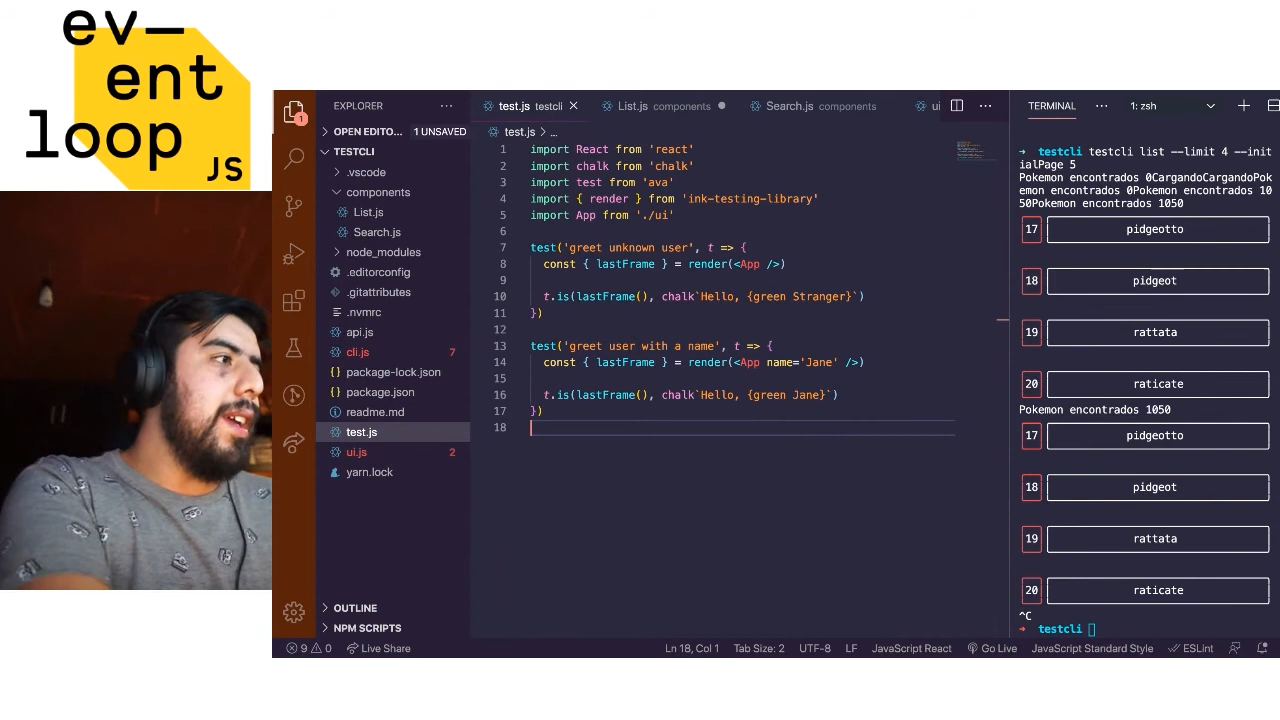 ev—
ent
loop
JS
EXPLORER ...
OPEN EDITO... 1 UNSAVED
TESTCLI
.vscode
components
List.js
Search.js
node_modules
.editorconfig
.gitattributes
.nvmrc
api.js
cli.js 7
package-lock.json
package.json
readme.md
test.js
ui.js 2
yarn.lock
OUTLINE
NPM SCRIPTS
1
test.js testcli
List.js components
Search.js components
ui
...
test.js > ...
1 import React from 'react'
2 import chalk from 'chalk'
3 import test from 'ava'
4 import { render } from 'ink-testing-library'
5 import App from './ui'
6
7 test('greet unknown user', t => {
8 const { lastFrame } = render(<App />)
9
10 t.is(lastFrame(), chalk`Hello, {green Stranger}`)
11 })
12
13 test('greet user with a name', t => {
14 const { lastFrame } = render(<App name='Jane' />)
15
16 t.is(lastFrame(), chalk`Hello, {green Jane}`)
17 })
18
TERMINAL ... 1: zsh
→ testcli testcli list --limit 4 --init
ialPage 5
Pokemon encontrados 0CargandoCargandoPok
emon encontrados 0Pokemon encontrados 10
50Pokemon encontrados 1050
17 pidgeotto
18 pidgeot
19 rattata
20 raticate
Pokemon encontrados 1050
17 pidgeotto
18 pidgeot
19 rattata
20 raticate
^C
→ testcli
9 0 Live Share
Ln 18, Col 1 Tab Size: 2 UTF-8 LF JavaScript React Go Live JavaScript Standard Style ESLint